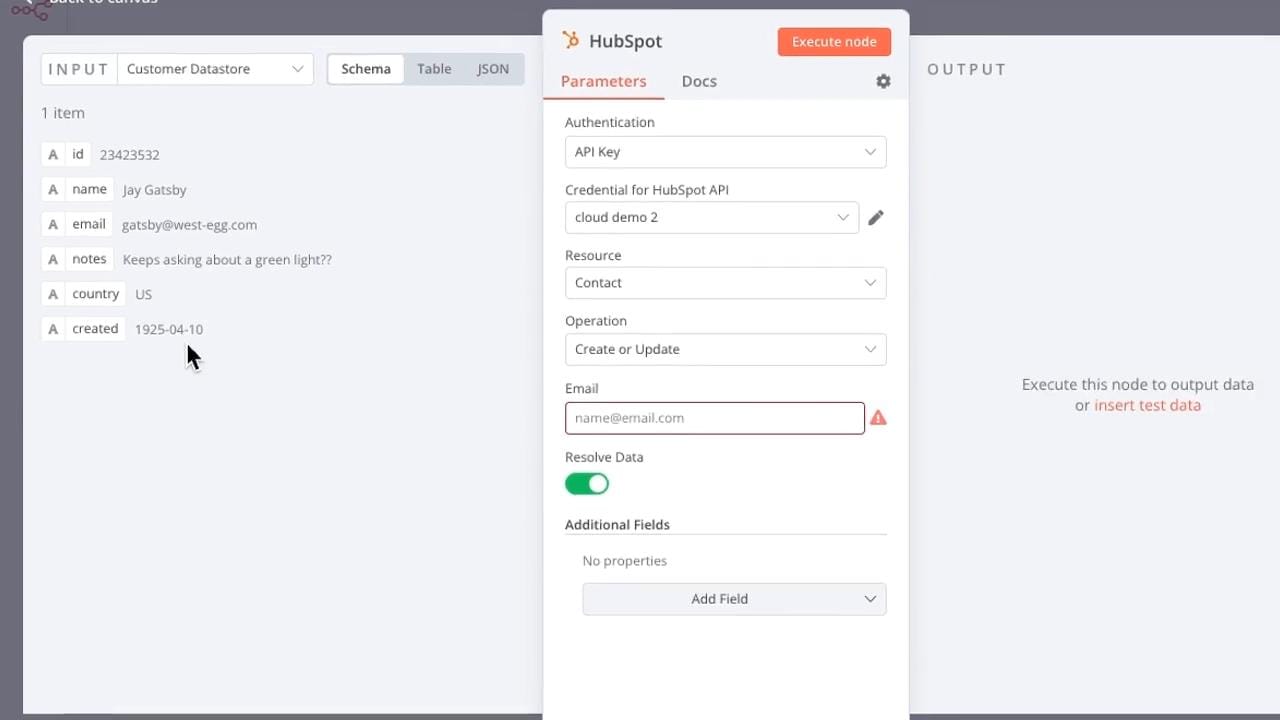 Back to canvas
INPUT
Customer Datastore
Schema
Table
JSON
1 item
A id 23423532
A name Jay Gatsby
A email gatsby@west-egg.com
A notes Keeps asking about a green light??
A country US
A created 1925-04-10
HubSpot
Execute node
Parameters
Docs
Authentication
API Key
Credential for HubSpot API
cloud demo 2
Resource
Contact
Operation
Create or Update
Email
name@email.com
Resolve Data
Additional Fields
No properties
Add Field
OUTPUT
Execute this node to output data
or insert test data